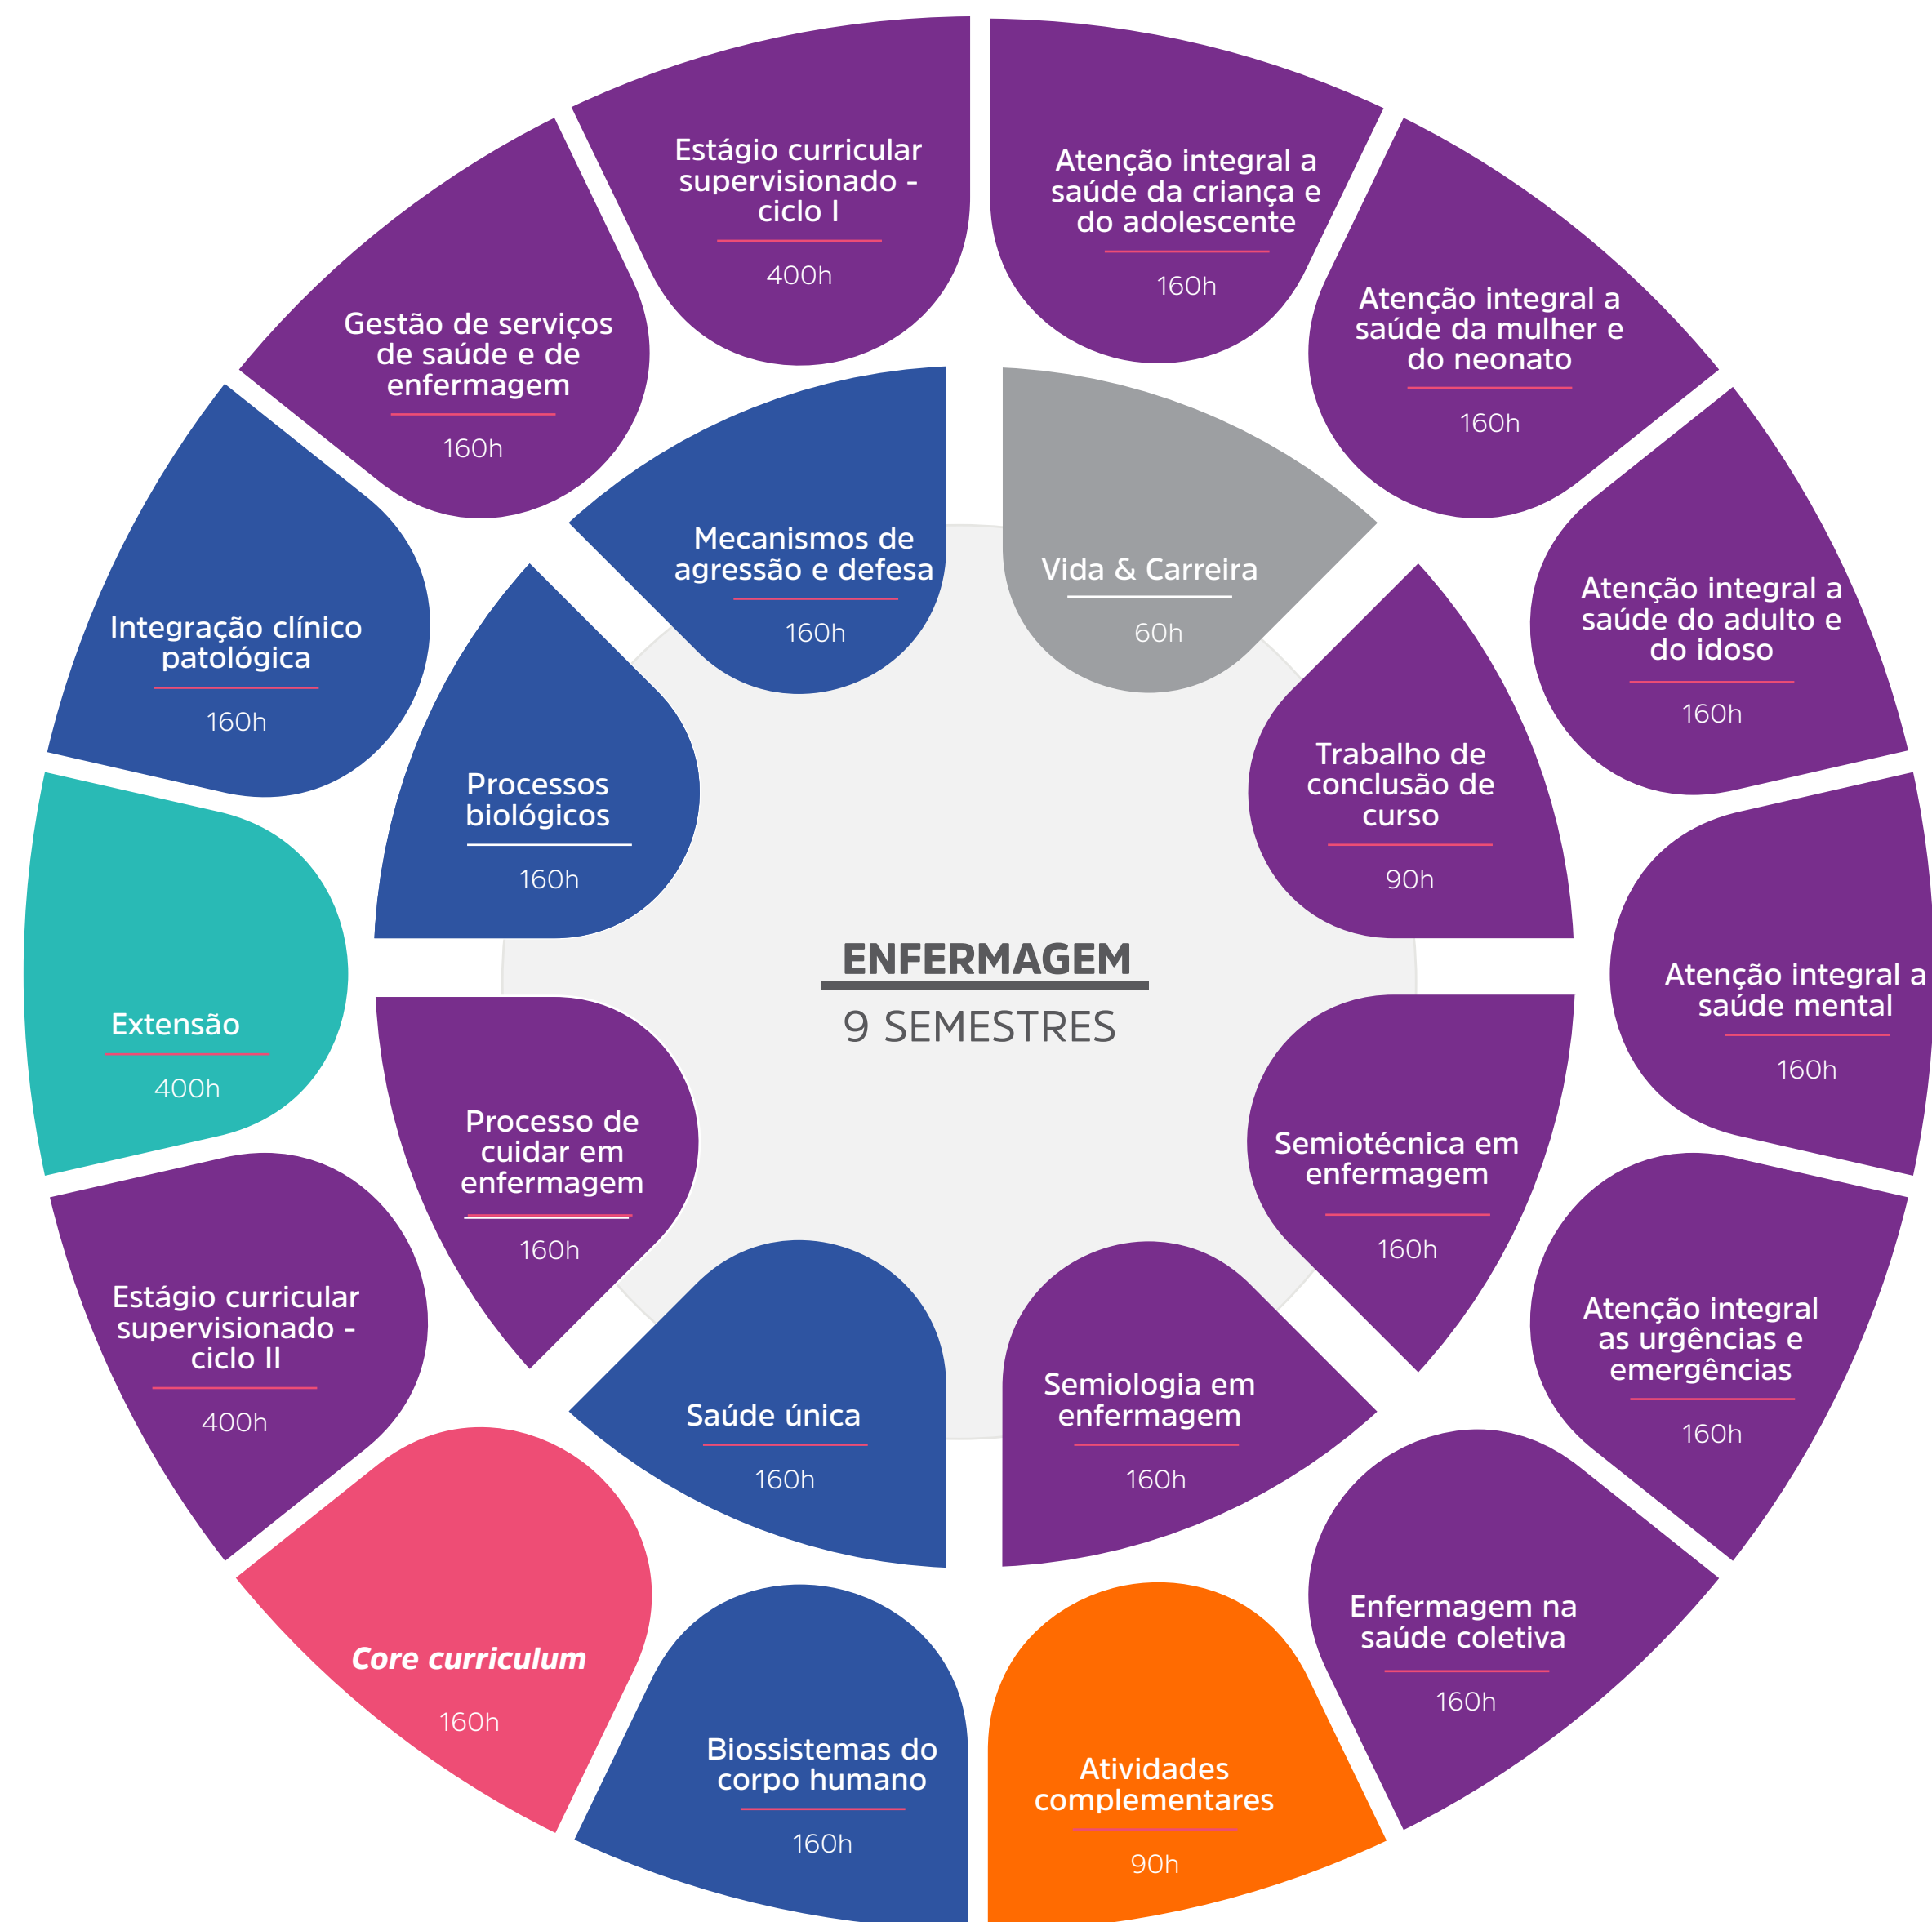 Estágio curricular
supervisionado -
ciclo I
400h
Atenção integral a
saúde da criança e
do adolescente
160h
Atenção integral a
saúde da mulher e
do neonato
160h
Atenção integral a
saúde do adulto e
do idoso
160h
Atenção integral a
saúde mental
160h
Atenção integral
as urgências e
emergências
160h
Enfermagem na
saúde coletiva
160h
Atividades
complementares
90h
Biossistemas do
corpo humano
160h
Core curriculum
160h
Estágio curricular
supervisionado -
ciclo II
400h
Extensão
400h
Integração clínico
patológica
160h
Gestão de serviços
de saúde e de
enfermagem
160h
Mecanismos de
agressão e defesa
160h
Vida & Carreira
60h
Trabalho de
conclusão de
curso
90h
Semiotécnica em
enfermagem
160h
Semiologia em
enfermagem
160h
Saúde única
160h
Processo de
cuidar em
enfermagem
160h
Processos
biológicos
160h
ENFERMAGEM
9 SEMESTRES